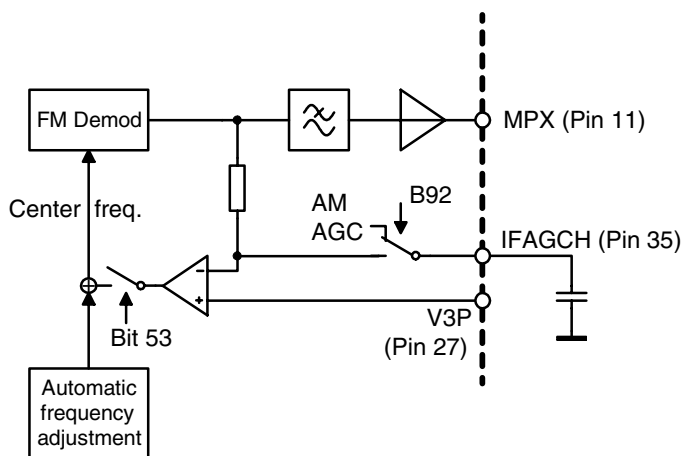 FM Demod
MPX (Pin 11)
Center freq.
AM
AGC
B92
IFAGCH (Pin 35)
-
+
V3P
(Pin 27)
Bit 53
Automatic
frequency
adjustment